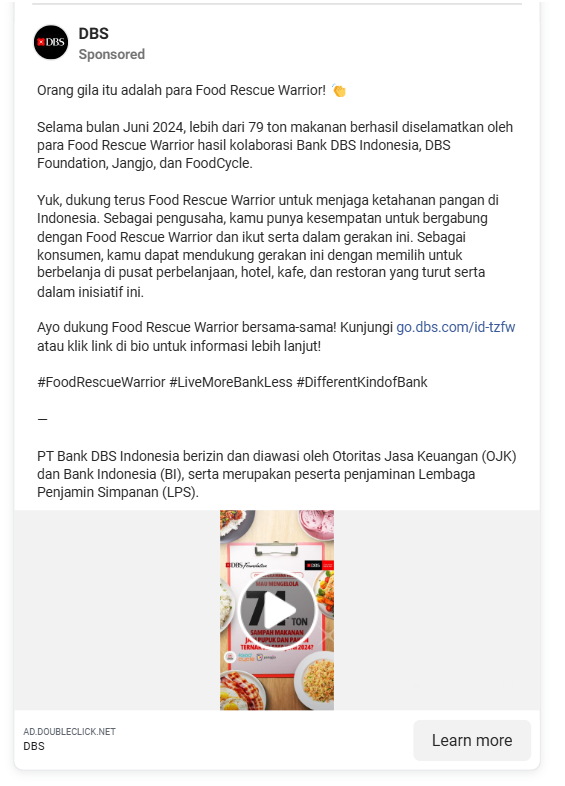 DBS
DBS
Sponsored
Orang gila itu adalah para Food Rescue Warrior! 👏
Selama bulan Juni 2024, lebih dari 79 ton makanan berhasil diselamatkan oleh
para Food Rescue Warrior hasil kolaborasi Bank DBS Indonesia, DBS
Foundation, Jangjo, dan FoodCycle.
Yuk, dukung terus Food Rescue Warrior untuk menjaga ketahanan pangan di
Indonesia. Sebagai pengusaha, kamu punya kesempatan untuk bergabung
dengan Food Rescue Warrior dan ikut serta dalam gerakan ini. Sebagai
konsumen, kamu dapat mendukung gerakan ini dengan memilih untuk
berbelanja di pusat perbelanjaan, hotel, kafe, dan restoran yang turut serta
dalam inisiatif ini.
Ayo dukung Food Rescue Warrior bersama-sama! Kunjungi go.dbs.com/id-tzfw
atau klik link di bio untuk informasi lebih lanjut!
#FoodRescueWarrior #LiveMoreBankLess #DifferentKindofBank
—
PT Bank DBS Indonesia berizin dan diawasi oleh Otoritas Jasa Keuangan (OJK)
dan Bank Indonesia (BI), serta merupakan peserta penjaminan Lembaga
Penjamin Simpanan (LPS).
DBS Foundation
DBS
MENGELOLA
TON
SAMPAH MAKANAN
PUPUK DAN
2024?
AD.DOUBLECLICK.NET
DBS
Learn more